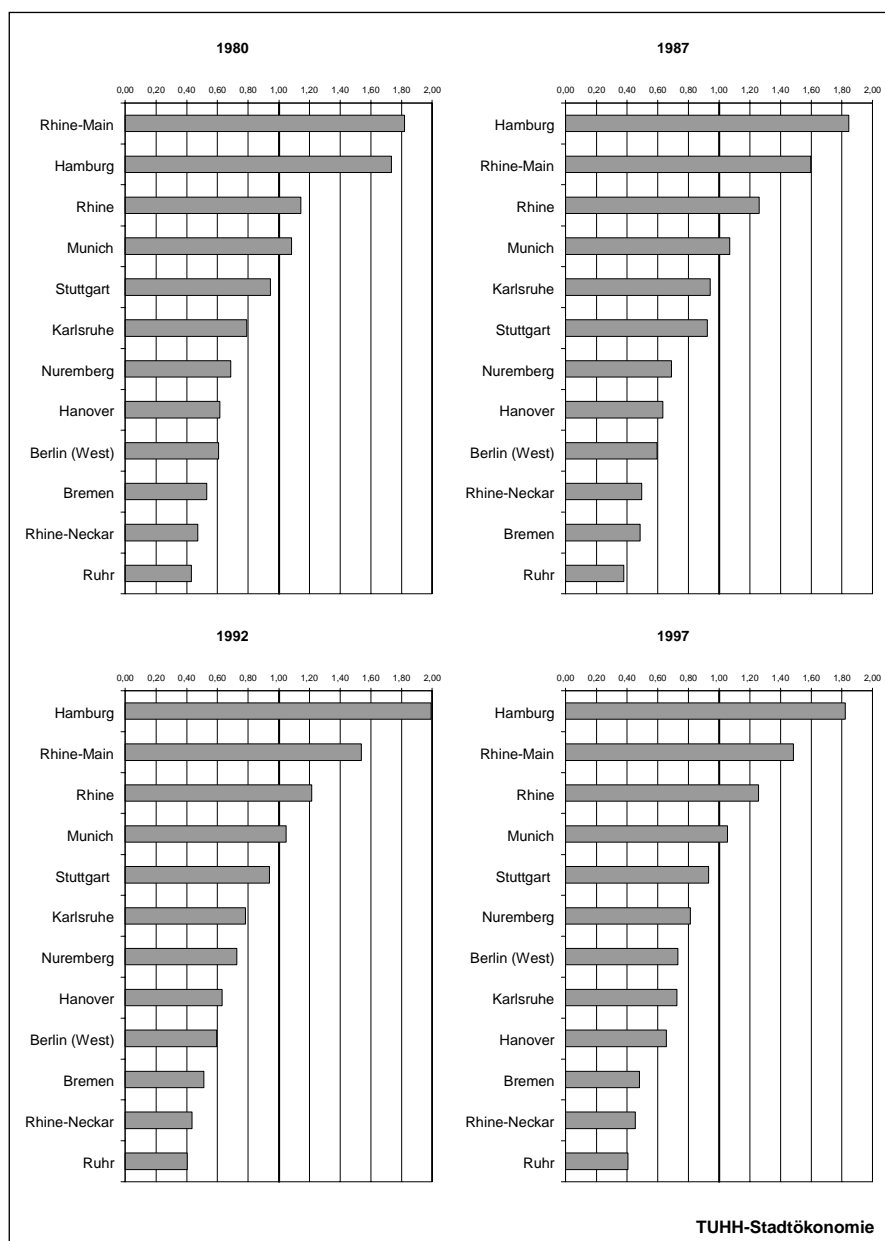 1980
0,00 0,20 0,40 0,60 0,80 1,00 1,20 1,40 1,60 1,80 2,00
Rhine-Main
Hamburg
Rhine
Munich
Stuttgart
Karlsruhe
Nuremberg
Hanover
Berlin (West)
Bremen
Rhine-Neckar
Ruhr
1987
0,00 0,20 0,40 0,60 0,80 1,00 1,20 1,40 1,60 1,80 2,00
Hamburg
Rhine-Main
Rhine
Munich
Karlsruhe
Stuttgart
Nuremberg
Hanover
Berlin (West)
Rhine-Neckar
Bremen
Ruhr
1992
0,00 0,20 0,40 0,60 0,80 1,00 1,20 1,40 1,60 1,80 2,00
Hamburg
Rhine-Main
Rhine
Munich
Stuttgart
Karlsruhe
Nuremberg
Hanover
Berlin (West)
Bremen
Rhine-Neckar
Ruhr
1997
0,00 0,20 0,40 0,60 0,80 1,00 1,20 1,40 1,60 1,80 2,00
Hamburg
Rhine-Main
Rhine
Munich
Stuttgart
Nuremberg
Berlin (West)
Karlsruhe
Hanover
Bremen
Rhine-Neckar
Ruhr
TUHH-Stadtökonomie